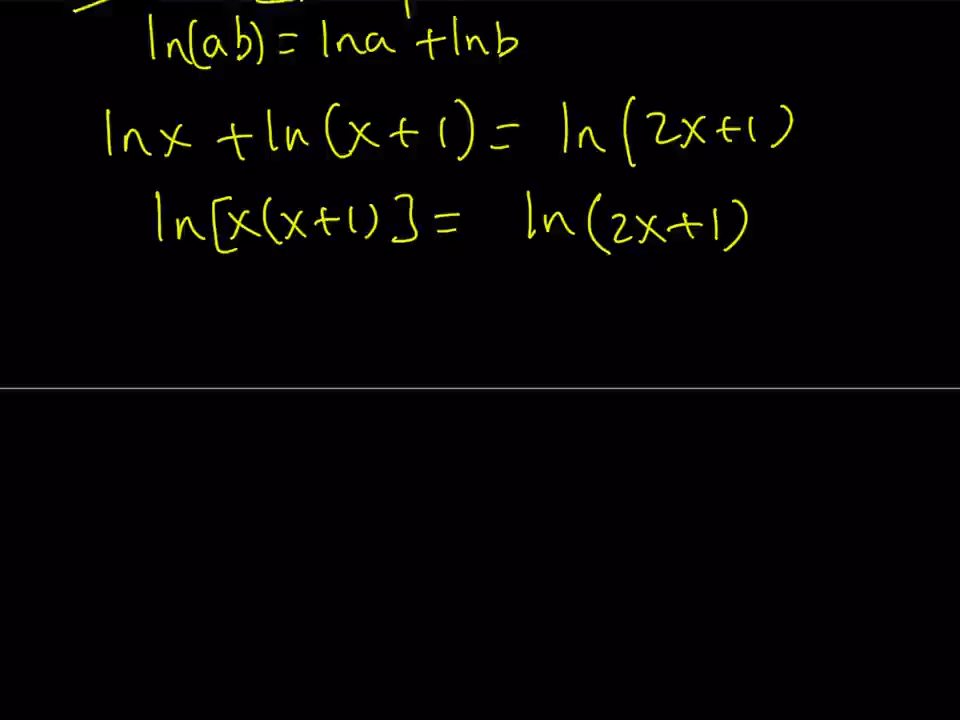 ln(ab) = lna + lnb
lnx + ln(x+1) = ln(2x+1)
ln[x(x+1)] = ln(2x+1)